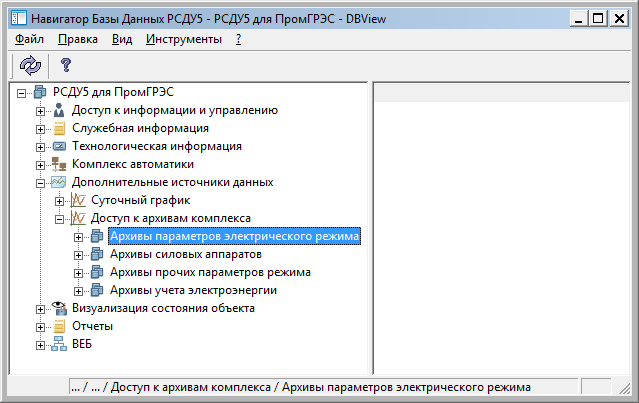 Навигатор Базы Данных РСДУ5 - РСДУ5 для ПромГРЭС - DBView
Файл Правка Вид Инструменты ?
?
РСДУ5 для ПромГРЭС
Доступ к информации и управлению
Служебная информация
Технологическая информация
Комплекс автоматики
Дополнительные источники данных
Суточный график
Доступ к архивам комплекса
Архивы параметров электрического режима
Архивы силовых аппаратов
Архивы прочих параметров режима
Архивы учета электроэнергии
Визуализация состояния объекта
Отчеты
ВЕБ
... / ... / Доступ к архивам комплекса / Архивы параметров электрического режима